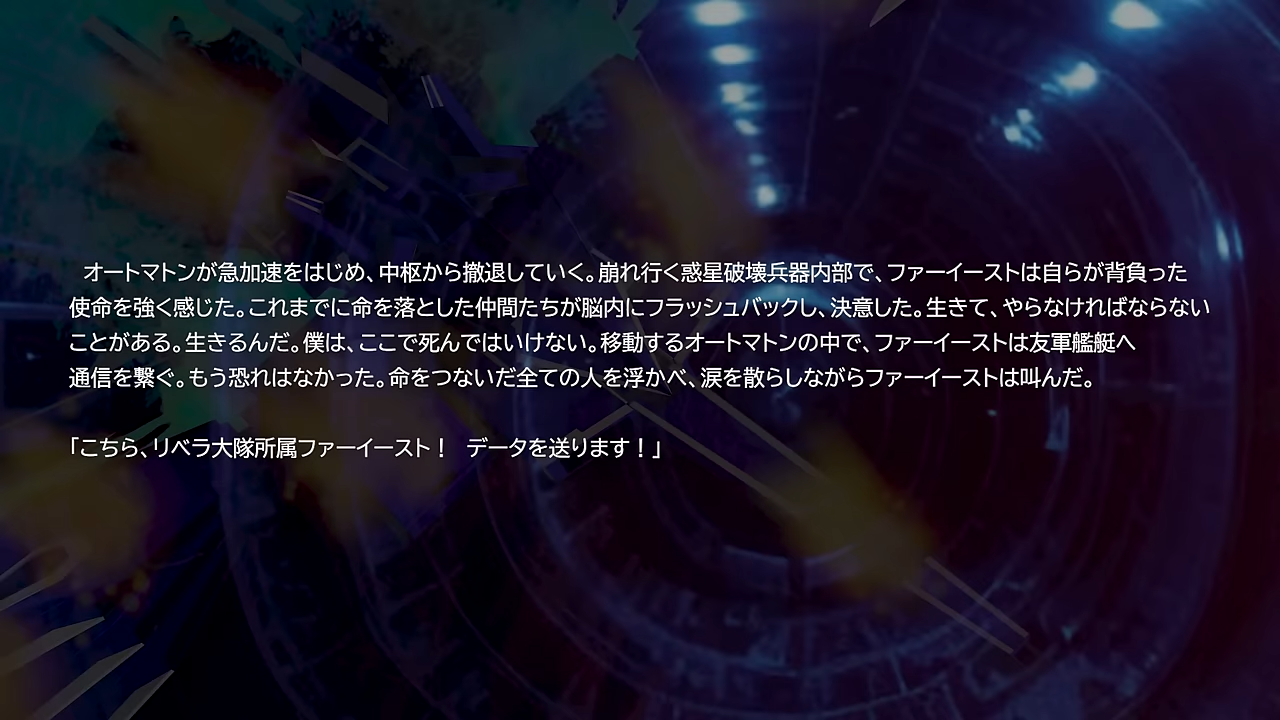 オートマトンが急加速をはじめ、中枢から撤退していく。崩れ行く惑星破壊兵器内部で、ファーイーストは自らが背負った
使命を強く感じた。これまでに命を落とした仲間たちが脳内にフラッシュバックし、決意した。生きて、やらなければならない
ことがある。生きるんだ。僕は、ここで死んではいけない。移動するオートマトンの中で、ファーイーストは友軍艦艇へ
通信を繋ぐ。もう恐れはなかった。命をつないだ全ての人を浮かべ、涙を散らしながらファーイーストは叫んだ。
「こちら、リベラ大隊所属ファーイースト！　データを送ります！」